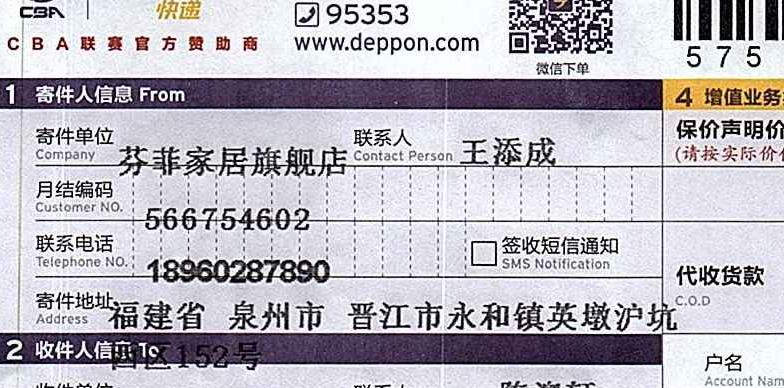 CBA
快递
95353
CBA联赛官方赞助商
www.deppon.com
微信下单
575
1 寄件人信息 From
4 增值业务
寄件单位
Company
芬菲家居旗舰店
联系人
Contact Person
王添成
保价声明价
(请按实际价
月结编码
Customer NO.
566754602
联系电话
Telephone NO.
18960287890
签收短信通知
SMS Notification
代收货款
C.O.D
寄件地址
Address
福建省 泉州市 晋江市永和镇英墩沪坑
西区152号
2 收件人信息 To
户名
Account Nam